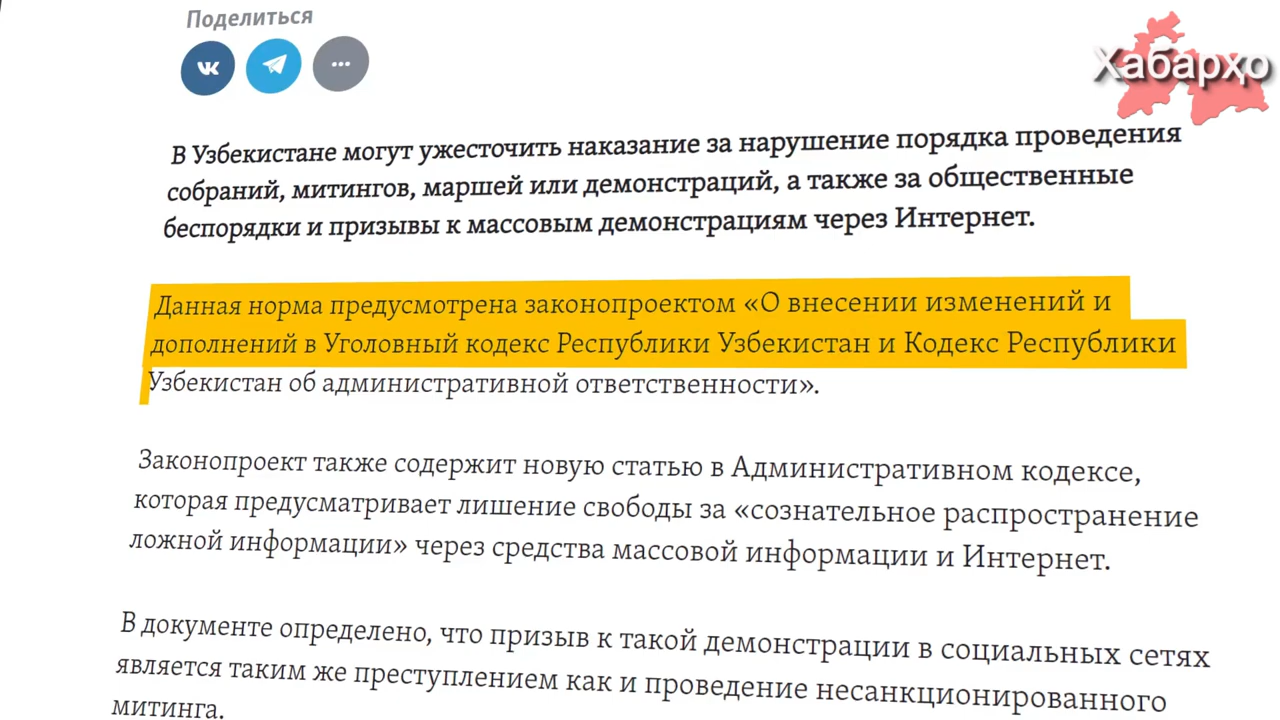 Поделиться
Хабарҳо
В Узбекистане могут ужесточить наказание за нарушение порядка проведения
собраний, митингов, маршей или демонстраций, а также за общественные
беспорядки и призывы к массовым демонстрациям через Интернет.
Данная норма предусмотрена законопроектом «О внесении изменений и
дополнений в Уголовный кодекс Республики Узбекистан и Кодекс Республики
Узбекистан об административной ответственности».
Законопроект также содержит новую статью в Административном кодексе,
которая предусматривает лишение свободы за «сознательное распространение
ложной информации» через средства массовой информации и Интернет.
В документе определено, что призыв к такой демонстрации в социальных сетях
является таким же преступлением как и проведение несанкционированного
митинга.